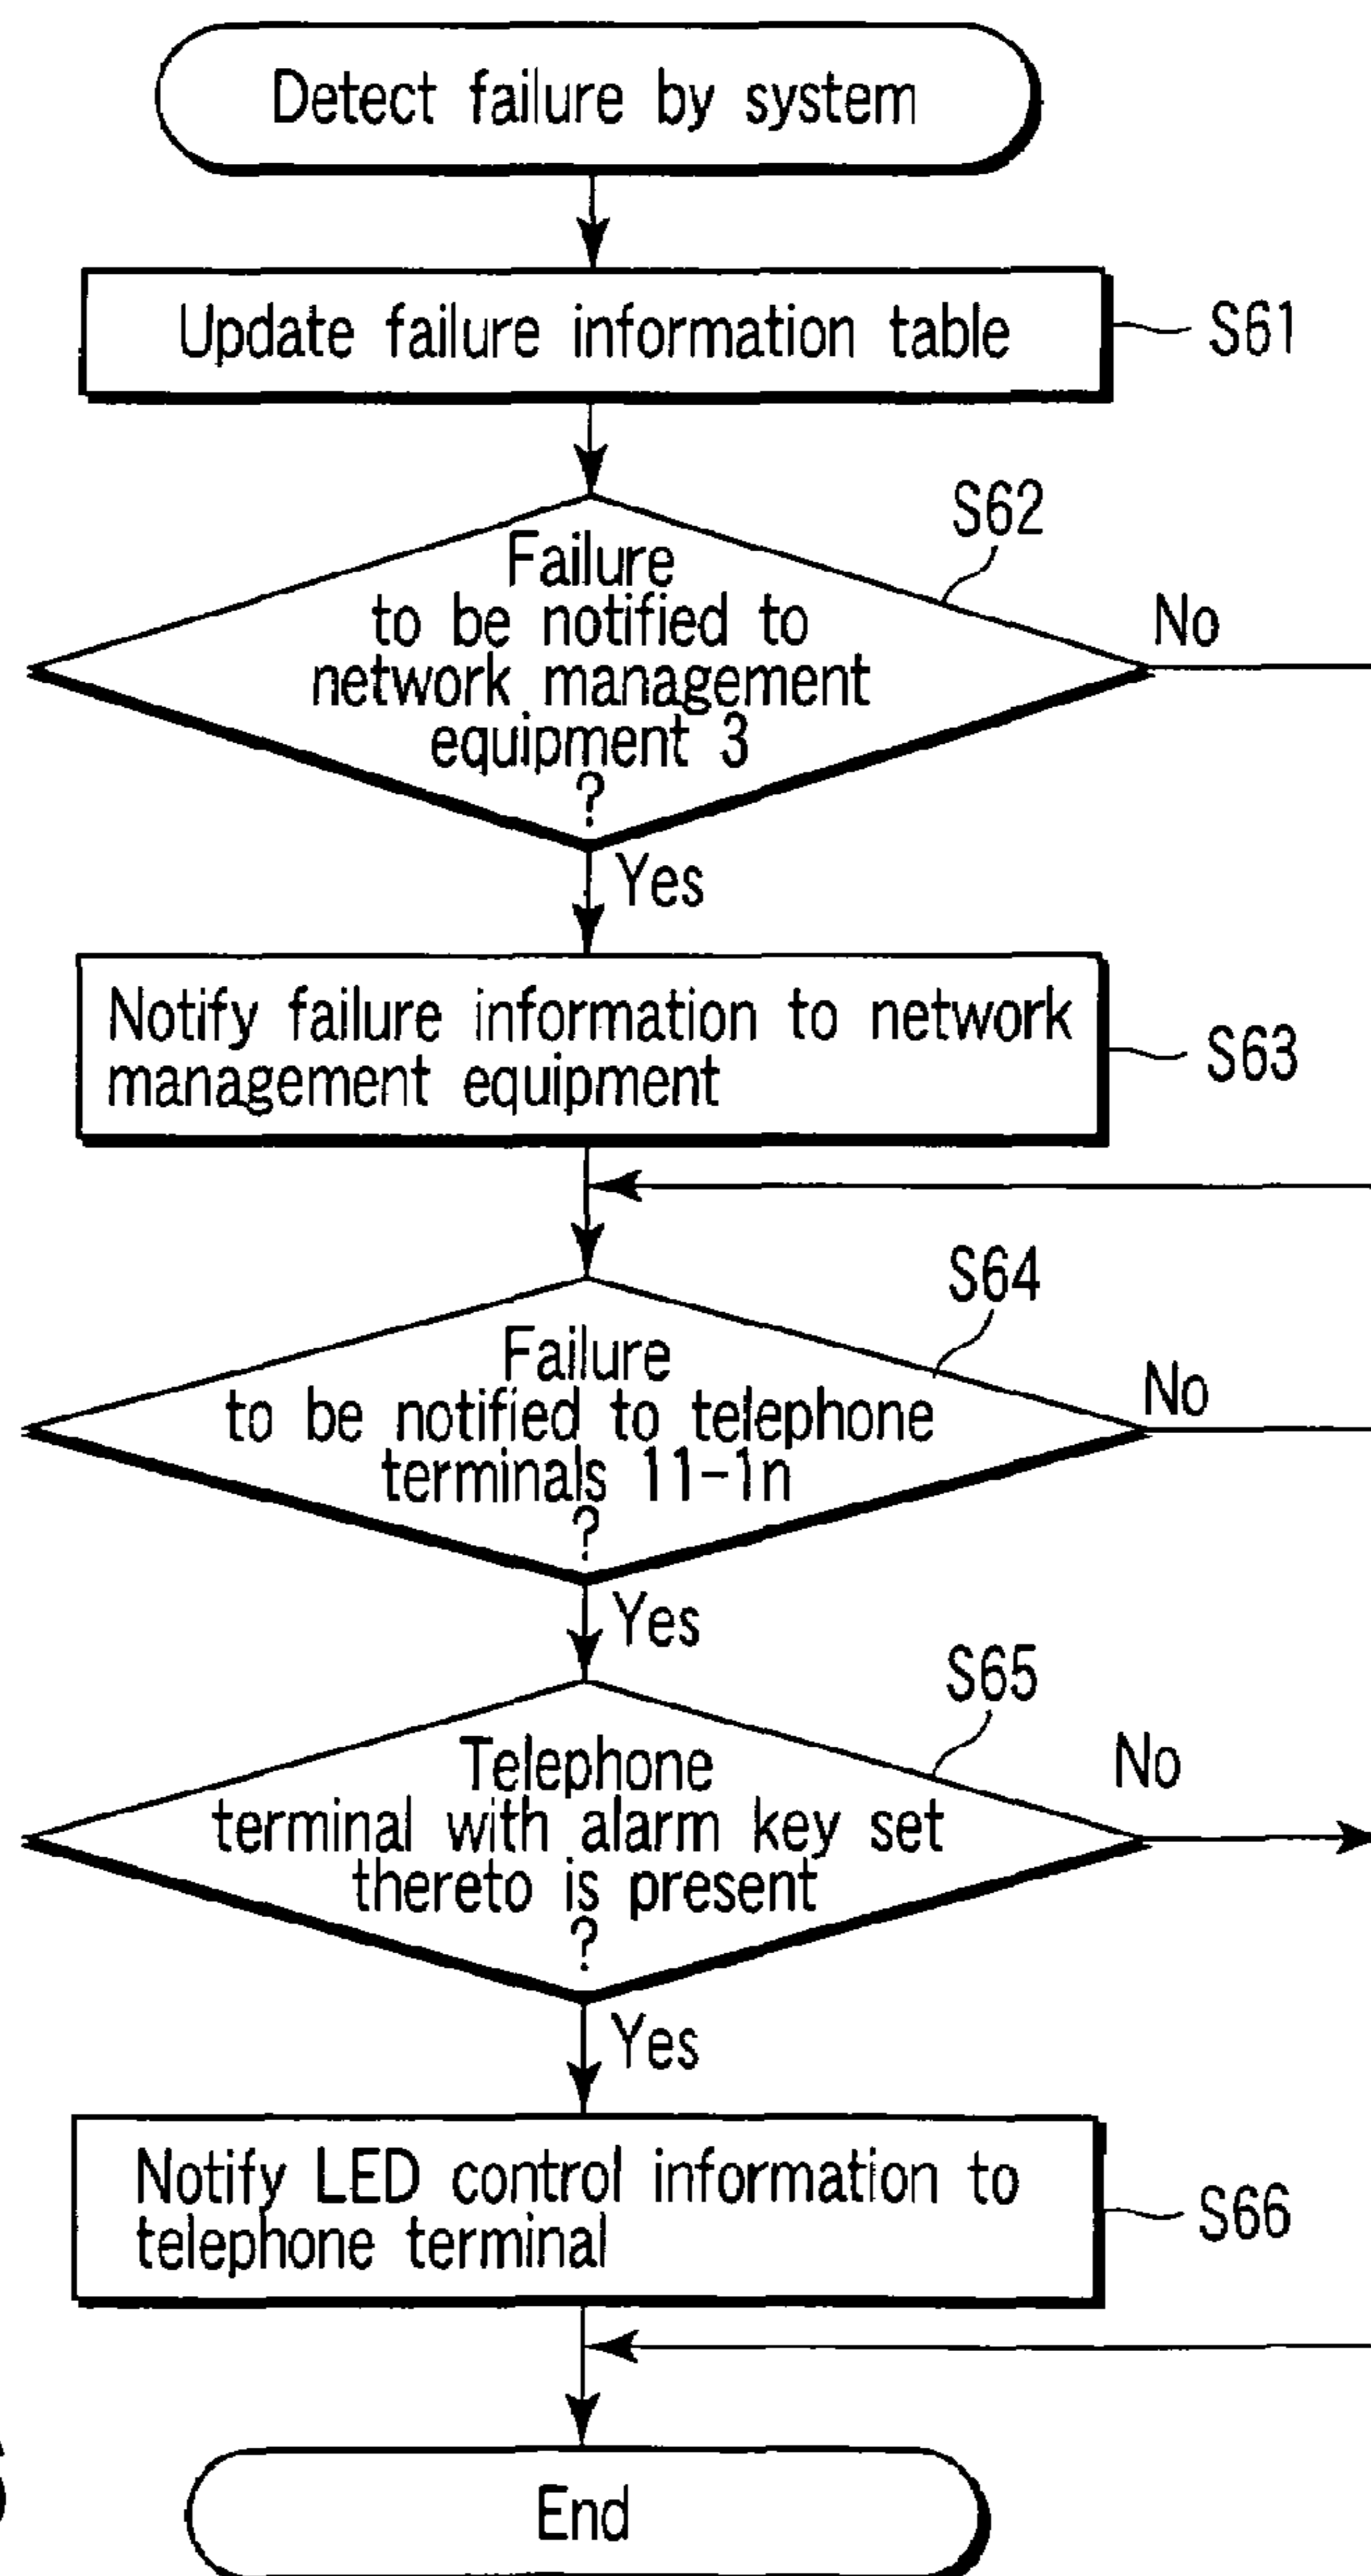 Detect failure by system
Update failure information table
S61
S62
Failure
to be notified to
network management
equipment 3
?
No
Yes
Notify failure information to network
management equipment
S63
S64
Failure
to be notified to telephone
terminals 11-1n
?
No
Yes
S65
Telephone
terminal with alarm key set
thereto is present
?
No
Yes
Notify LED control information to
telephone terminal
S66
End